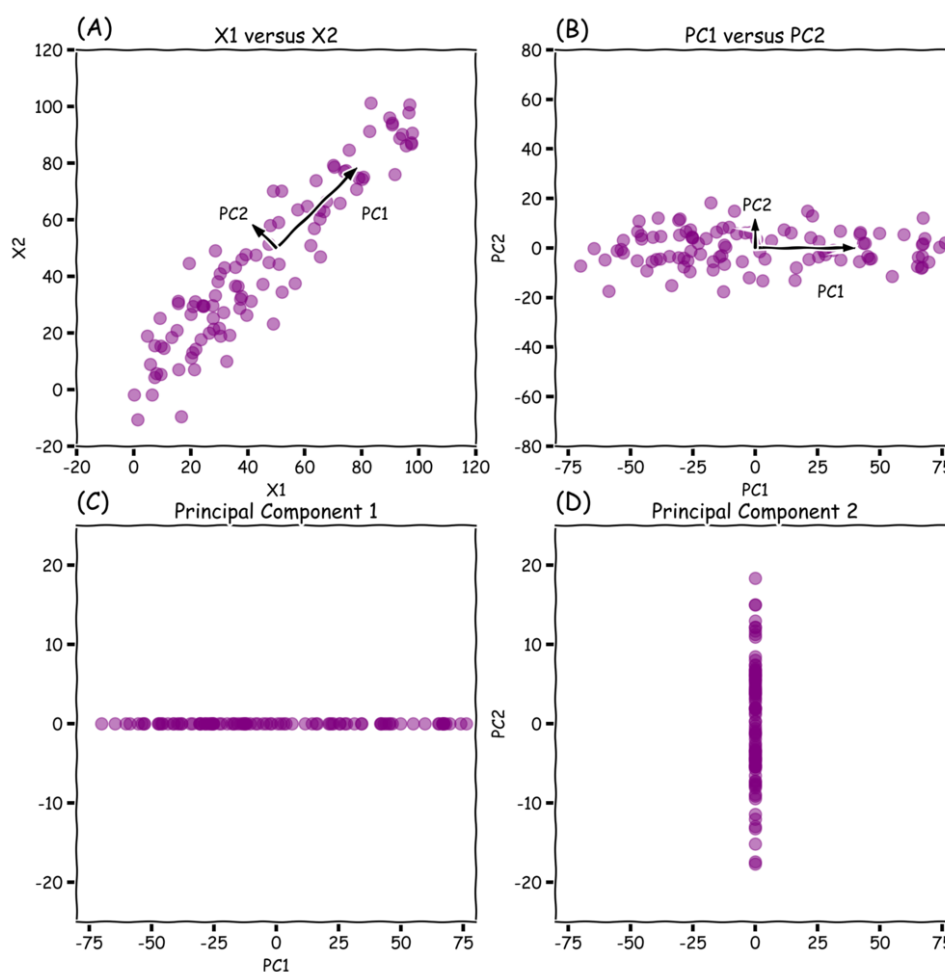 (A)
X1 versus X2
120
100
80
60
40
20
0
-20
-20 0 20 40 60 80 100 120
X1
X2
PC2
PC1
(B)
PC1 versus PC2
80
60
40
20
0
-20
-40
-60
-80
-75 -50 -25 0 25 50 75
PC1
PC2
PC2
PC1
(C)
Principal Component 1
20
10
0
-10
-20
-75 -50 -25 0 25 50 75
PC1
(D)
Principal Component 2
20
10
0
-10
-20
-75 -50 -25 0 25 50 75
PC2